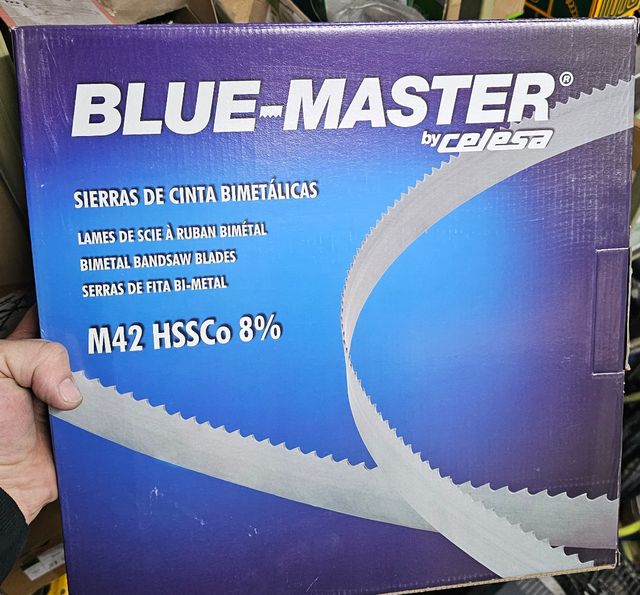 BLUE-MASTER®
by celesa
SIERRAS DE CINTA BIMETÁLICAS
LAMES DE SCIE À RUBAN BIMÉTAL
BIMETAL BANDSAW BLADES
SERRAS DE FITA BI-METAL
M42 HSSCo 8%